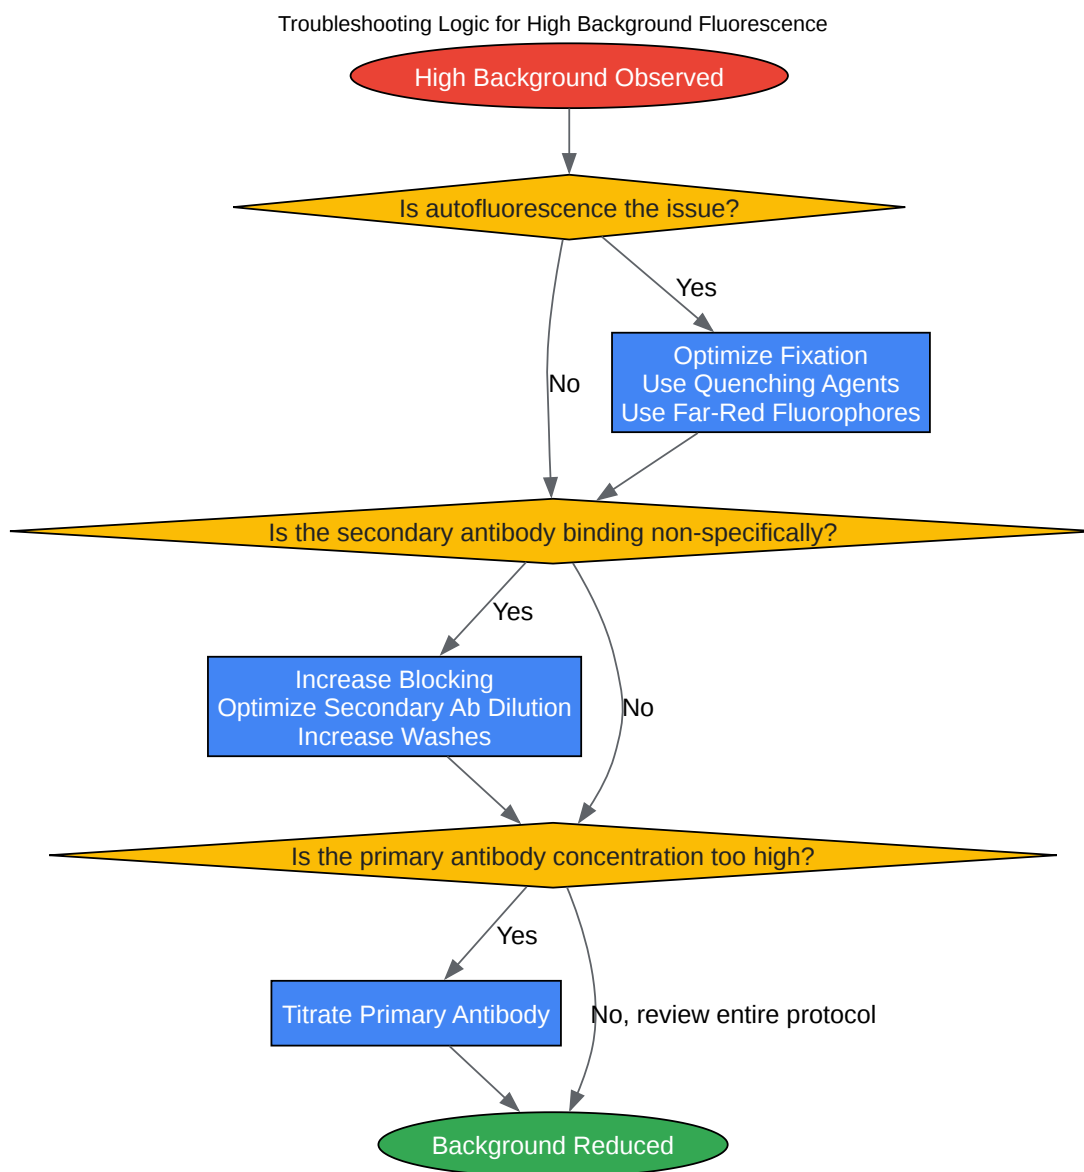 Troubleshooting Logic for High Background Fluorescence
High Background Observed
Is autofluorescence the issue?
Yes
Optimize Fixation
Use Quenching Agents
Use Far-Red Fluorophores
No
Is the secondary antibody binding non-specifically?
Yes
Increase Blocking
Optimize Secondary Ab Dilution
Increase Washes
No
Is the primary antibody concentration too high?
Yes
Titrate Primary Antibody
No, review entire protocol
Background Reduced